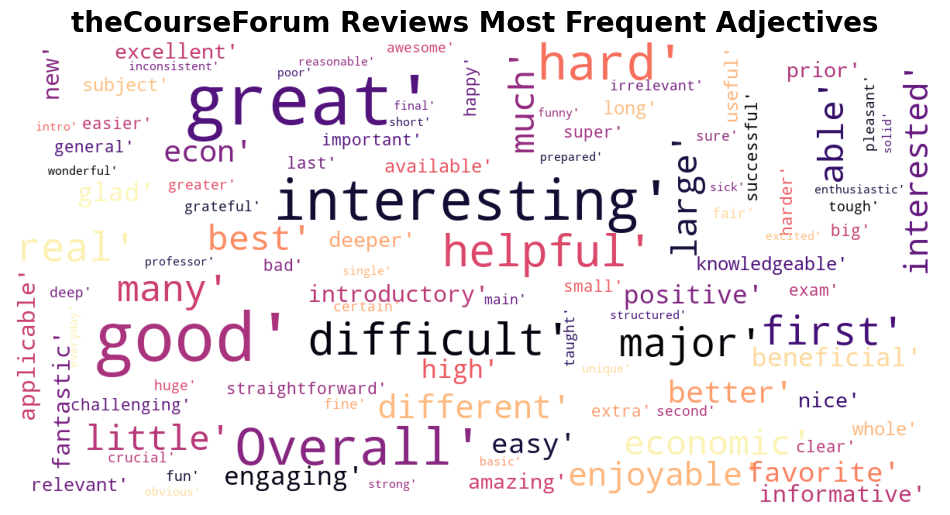 theCourseForum Reviews Most Frequent Adjectives
new'
excellent'
inconsistent'
subject'
intro'
easier'
general'
wonderful'
glad'
great'
econ'
greater'
grateful'
poor'
reasonable'
awesome'
final'
short'
important'
last'
available'
happy'
much'
hard'
funny'
super'
long'
irrelevant'
prepared'
useful'
prior'
sure'
successful'
able'
pleasant'
solid'
interested'
interesting'
large'
sick'
fair'
harder'
enthusiastic'
tough'
excited'
big'
real'
best'
deeper'
helpful'
professor'
bad'
single'
knowledgeable'
applicable'
deep'
everyday'
many'
introductory'
main'
certain'
small'
positive'
exam'
good'
difficult'
taught'
structured'
major'
first'
high'
unique'
beneficial'
fantastic'
huge'
straightforward'
challenging'
fine'
different'
extra'
second'
better'
nice'
little'
crucial'
Overall'
easy'
economic'
clear'
whole'
relevant'
fun'
obvious'
engaging'
strong'
basic'
amazing'
enjoyable'
favorite'
informative'